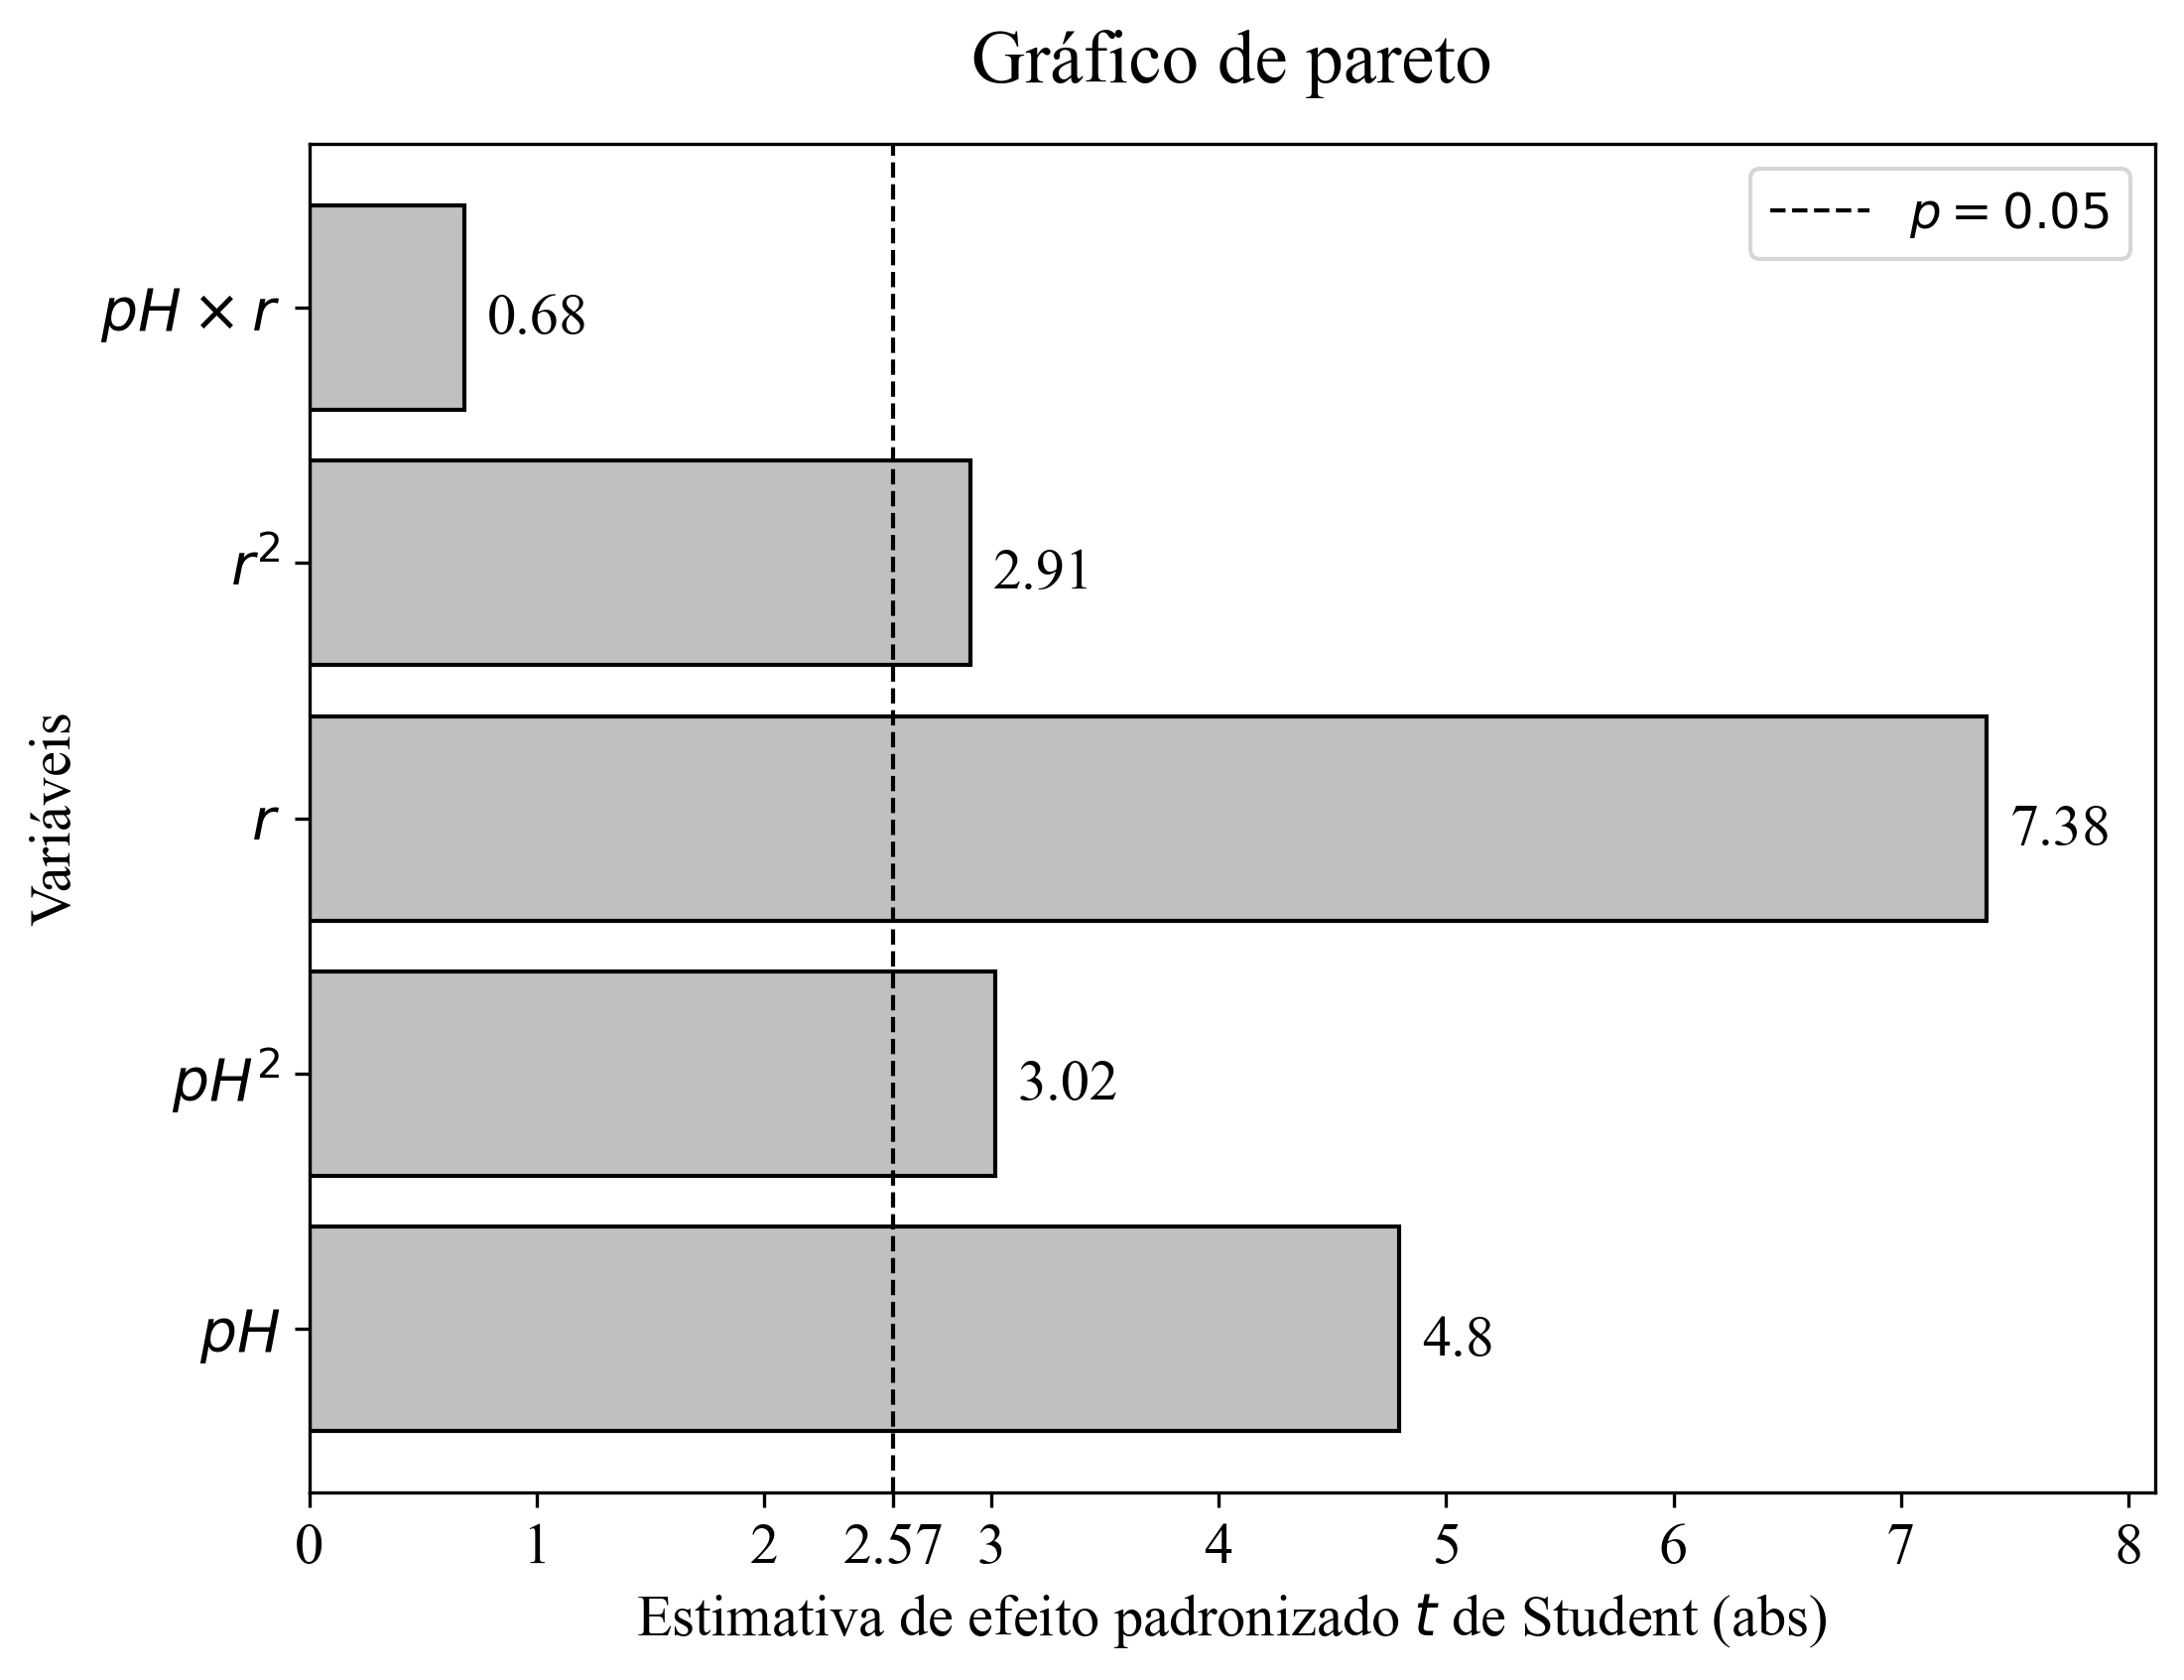 Gráfico de pareto
p = 0.05
pH × r
0.68
r²
2.91
r
7.38
pH²
3.02
pH
4.8
Variáveis
0 1 2 2.57 3 4 5 6 7 8
Estimativa de efeito padronizado t de Student (abs)